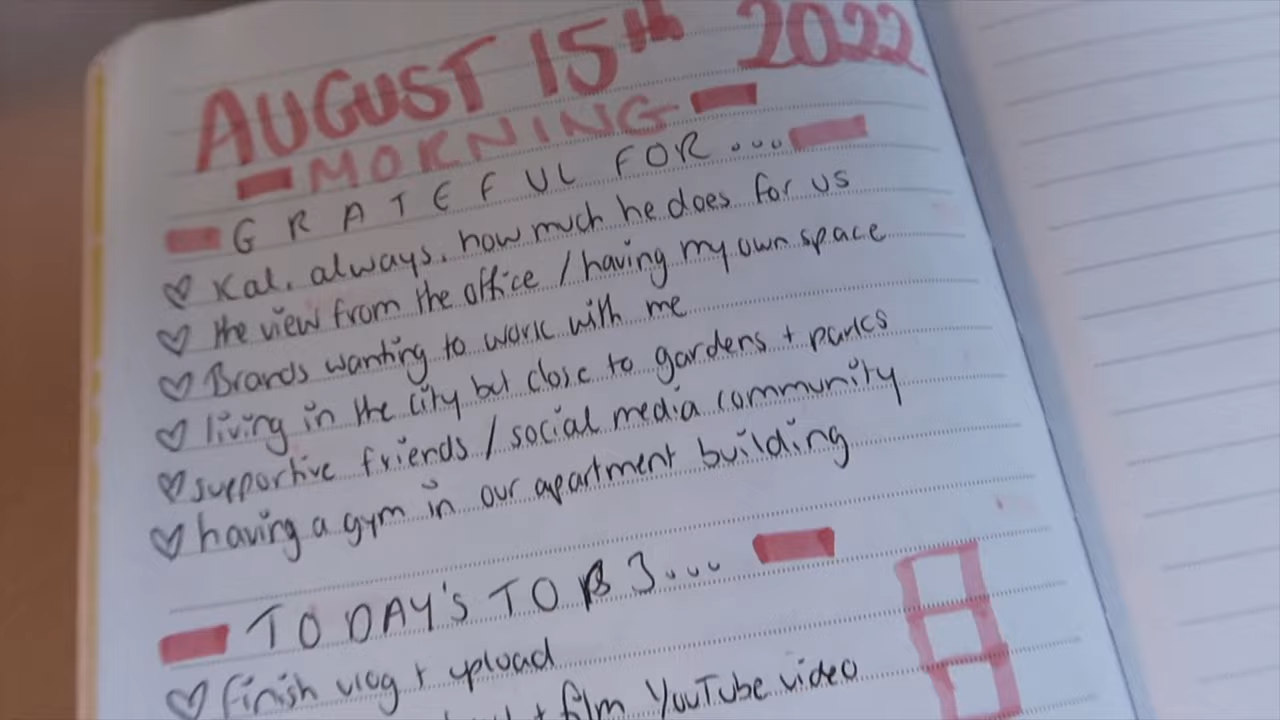 AUGUST 15th 2022
MORNING
GRATEFUL FOR...
Kal. always. how much he does for us
the view from the office / having my own space
Brands wanting to work with me
living in the city but close to gardens + parks
supportive friends / social media community
having a gym in our apartment building
TODAY'S TOP 3...
finish vlog + upload
+ film YouTube video